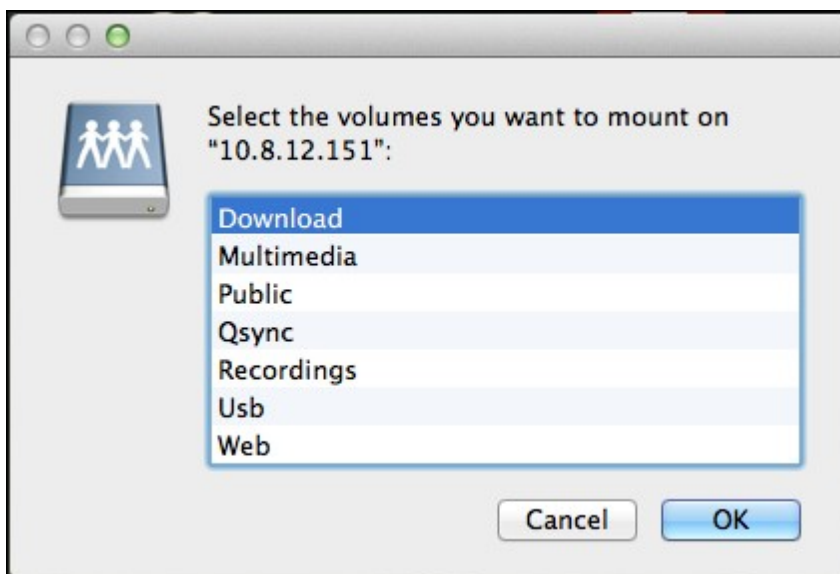 Select the volumes you want to mount on
“10.8.12.151”:
Download
Multimedia
Public
Qsync
Recordings
Usb
Web
Cancel OK